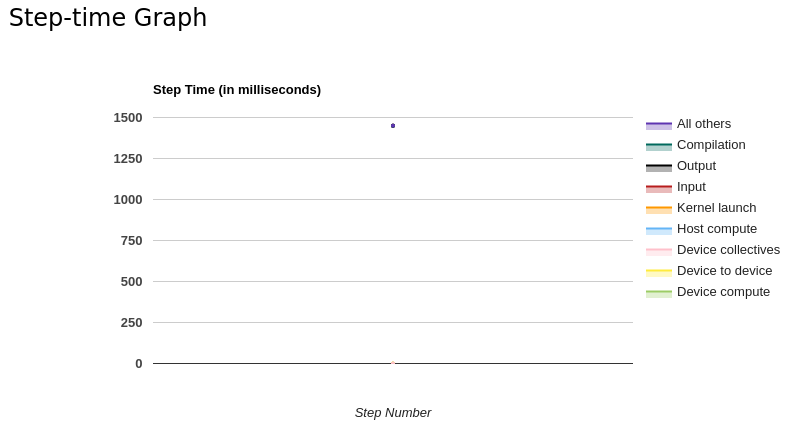 Step-time Graph
Step Time (in milliseconds)
1500
1250
1000
750
500
250
0
All others
Compilation
Output
Input
Kernel launch
Host compute
Device collectives
Device to device
Device compute
Step Number